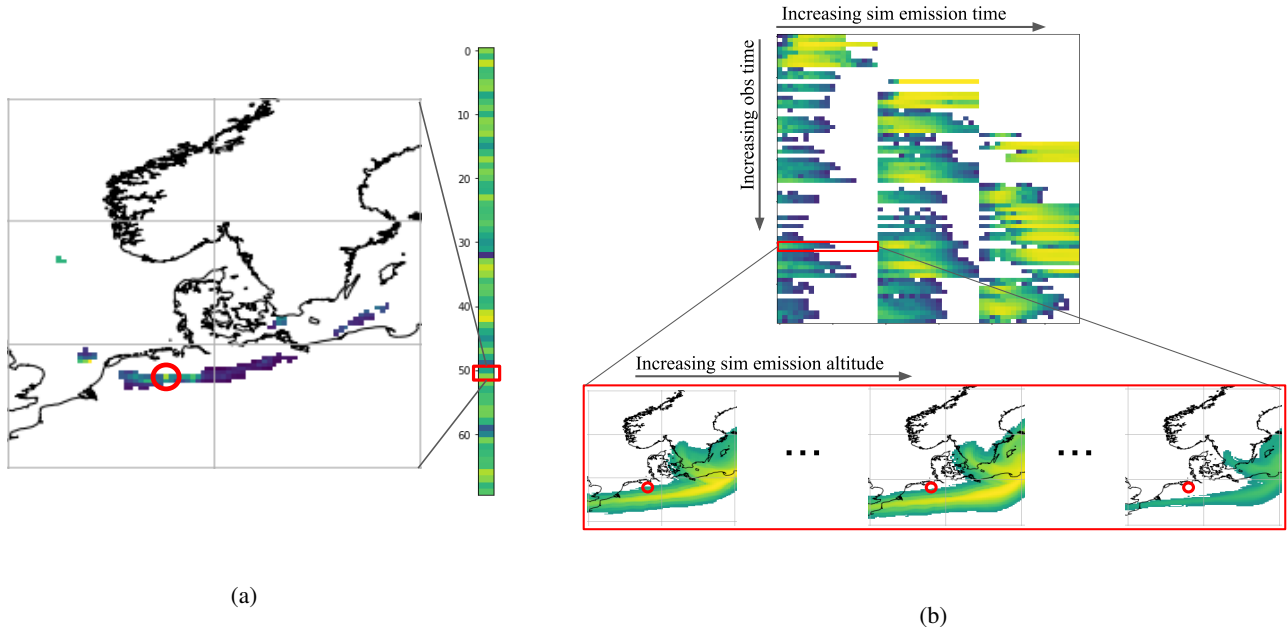 Increasing sim emission time
Increasing obs time
0
10
20
30
40
50
60
Increasing sim emission altitude
...
...
(a)
(b)